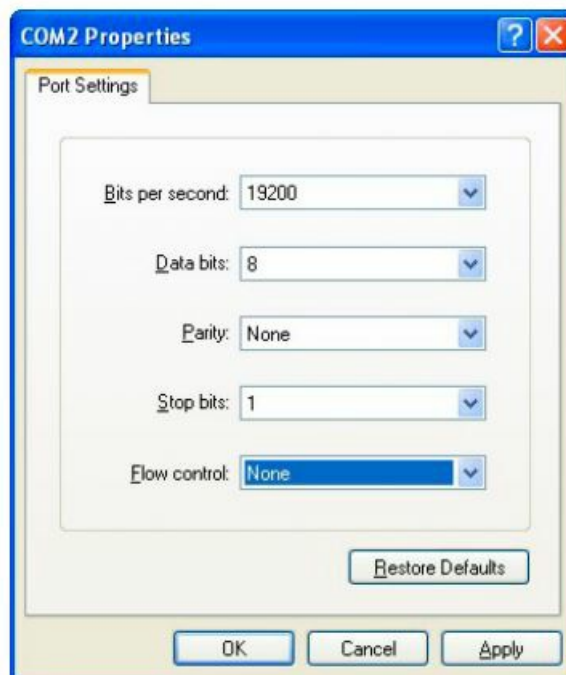 COM2 Properties
Port Settings
Bits per second: 19200
Data bits: 8
Parity: None
Stop bits: 1
Flow control: None
Restore Defaults
OK Cancel Apply